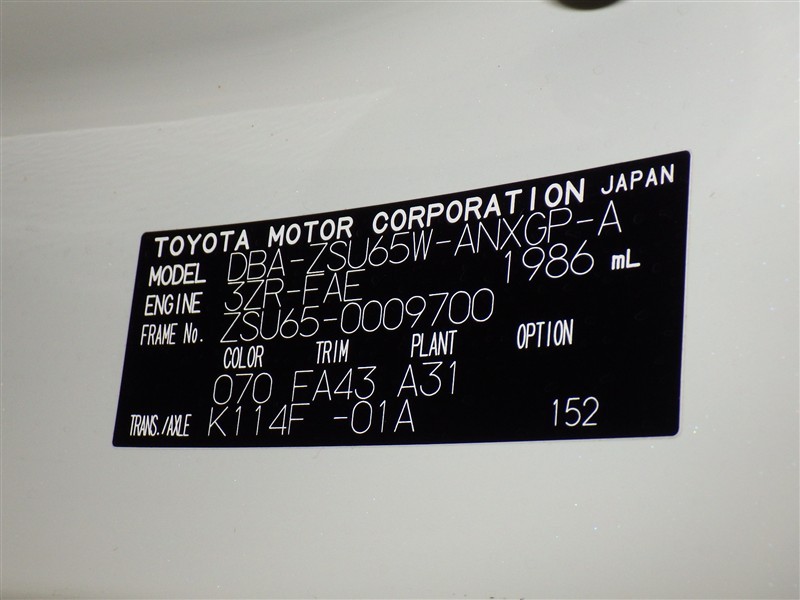 TOYOTA MOTOR CORPORATION JAPAN
MODEL DBA-ZSU65W-ANXGP-A
ENGINE 3ZR-FAE 1986 mL
FRAME No. ZSU65-0009700
COLOR TRIM PLANT OPTION
070 EA43 A31
TRANS./AXLE K114F -01A 152